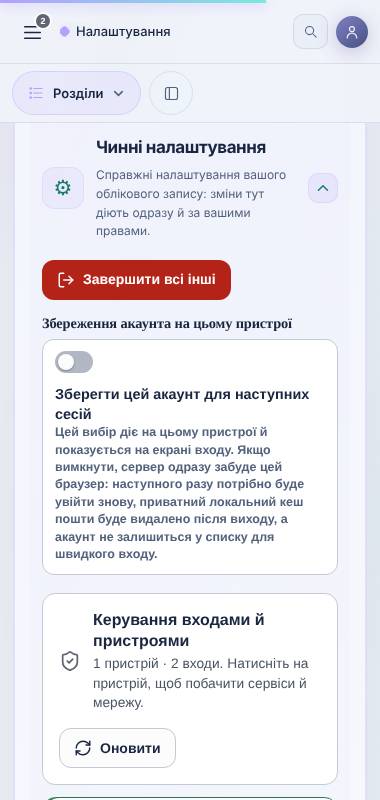 2
Налаштування
Розділи
Чинні налаштування
Справжні налаштування вашого
облікового запису: зміни тут
діють одразу й за вашими
правами.
Завершити всі інші
Збереження акаунта на цьому пристрої
Зберегти цей акаунт для наступних
сесій
Цей вибір діє на цьому пристрої й
показується на екрані входу. Якщо
вимкнути, сервер одразу забуде цей
браузер: наступного разу потрібно буде
увійти знову, приватний локальний кеш
пошти буде видалено після виходу, а
акаунт не залишиться у списку для
швидкого входу.
Керування входами й
пристроями
1 пристрій · 2 входи. Натисніть на
пристрій, щоб побачити сервіси й
мережу.
Оновити